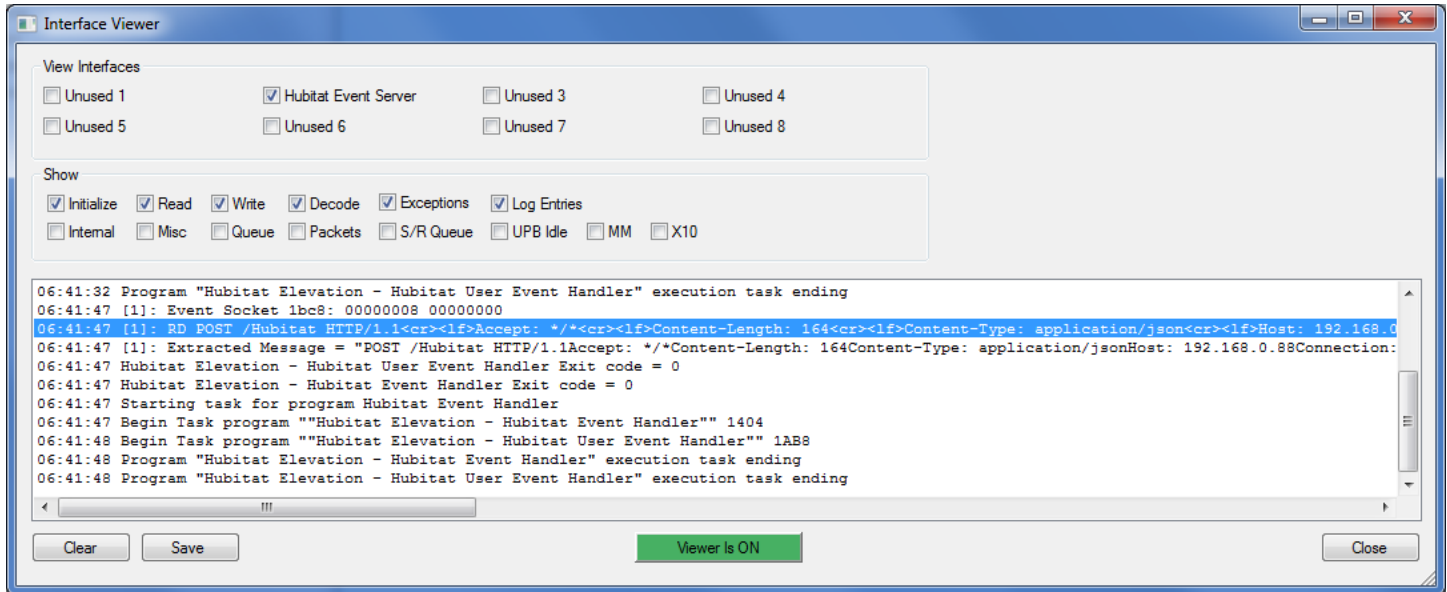 Interface Viewer
View Interfaces
Unused 1 Hubitat Event Server Unused 3 Unused 4
Unused 5 Unused 6 Unused 7 Unused 8
Show
Initialize Read Write Decode Exceptions Log Entries
Internal Misc Queue Packets S/R Queue UPB Idle MM X10
06:41:32 Program "Hubitat Elevation - Hubitat User Event Handler" execution task ending
06:41:47 [1]: Event Socket 1bc8: 00000008 00000000
06:41:47 [1]: RD POST /Hubitat HTTP/1.1<cr><lf>Accept: */*<cr><lf>Content-Length: 164<cr><lf>Content-Type: application/json<cr><lf>Host: 192.168.0
06:41:47 [1]: Extracted Message = "POST /Hubitat HTTP/1.1Accept: */*Content-Length: 164Content-Type: application/jsonHost: 192.168.0.88Connection:
06:41:47 Hubitat Elevation - Hubitat User Event Handler Exit code = 0
06:41:47 Hubitat Elevation - Hubitat Event Handler Exit code = 0
06:41:47 Starting task for program Hubitat Event Handler
06:41:47 Begin Task program ""Hubitat Elevation - Hubitat Event Handler"" 1404
06:41:48 Begin Task program ""Hubitat Elevation - Hubitat User Event Handler"" 1AB8
06:41:48 Program "Hubitat Elevation - Hubitat Event Handler" execution task ending
06:41:48 Program "Hubitat Elevation - Hubitat User Event Handler" execution task ending
Clear Save Viewer Is ON Close